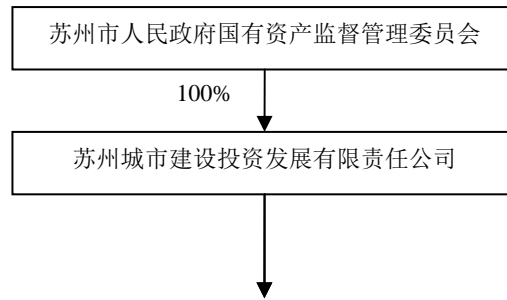 苏州市人民政府国有资产监督管理委员会
100%
苏州城市建设投资发展有限责任公司